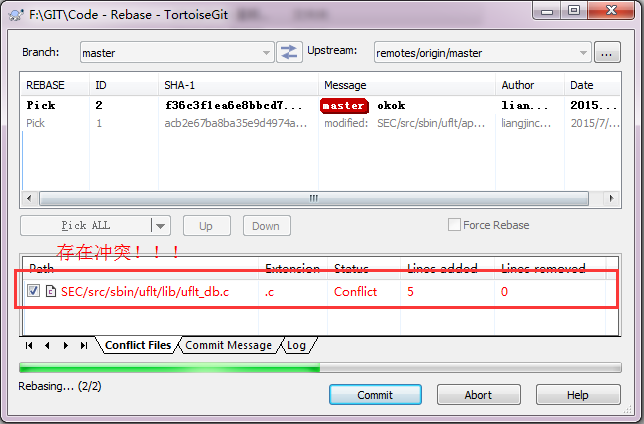 F:\GIT\Code - Rebase - TortoiseGit
Branch: master Upstream: remotes/origin/master ...
REBASE ID SHA-1 Message Author Date
Pick 2 f36c3f1ea6e8bbcd7... master okok lian... 2015...
Pick 1 acb2e67ba8ba35e9d4974a... modified: SEC/src/sbin/uflt/ap... liangjinc... 2015/7/...
Pick ALL Up Down Force Rebase
存在冲突!!!
Path Extension Status Lines added Lines removed
SEC/src/sbin/uflt/lib/uflt_db.c .c Conflict 5 0
Conflict Files Commit Message Log
Rebasing... (2/2)
Commit Abort Help